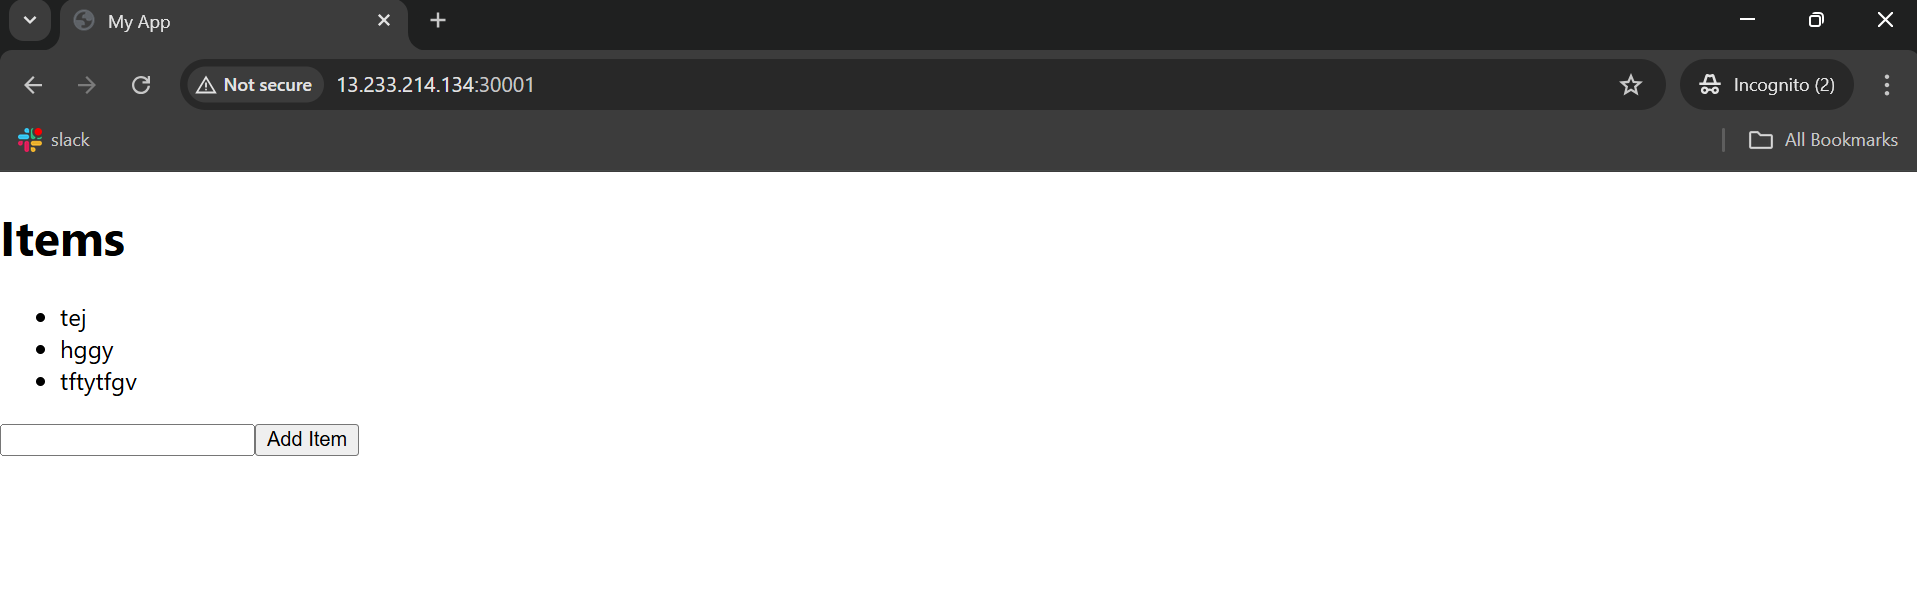 My App
Not secure 13.233.214.134:30001
Incognito (2)
slack
All Bookmarks
Items
tej
hggy
tftytfgv
Add Item